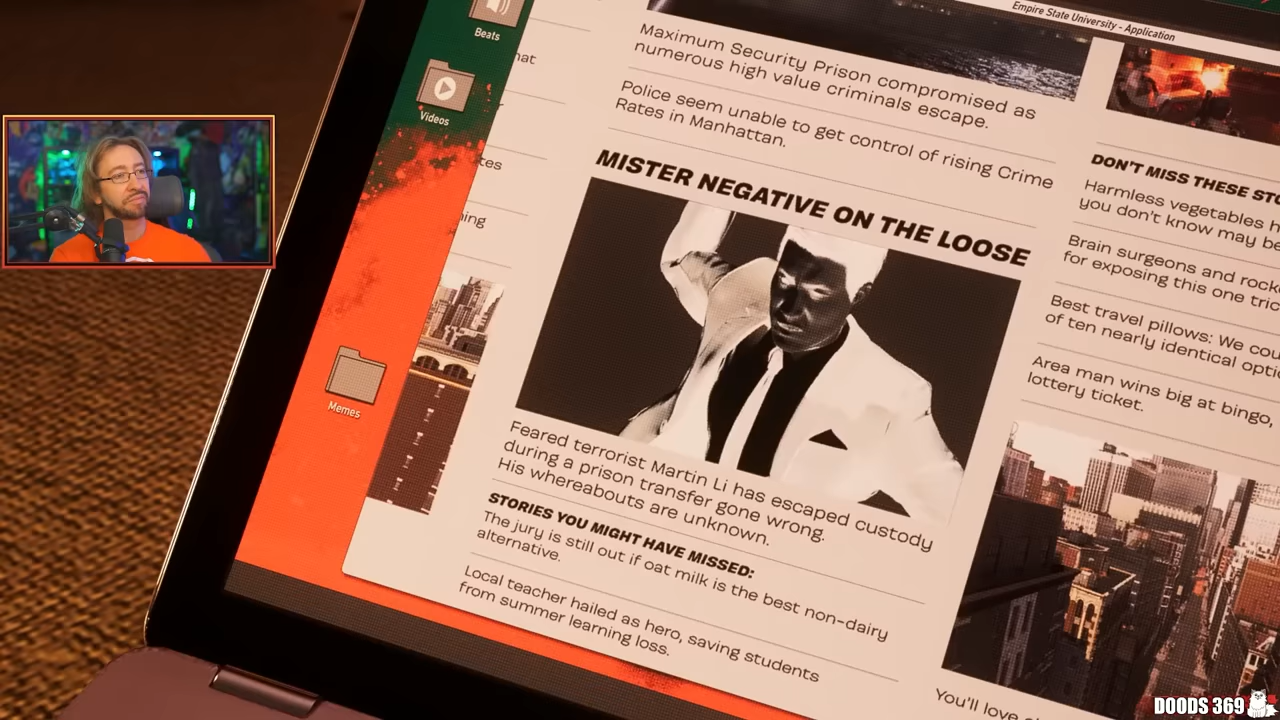 Empire State University - Application
Beats
Videos
Memes
hat
tes
ing
Maximum Security Prison compromised as
numerous high value criminals escape.
Police seem unable to get control of rising Crime
Rates in Manhattan.
MISTER NEGATIVE ON THE LOOSE
Feared terrorist Martin Li has escaped custody
during a prison transfer gone wrong.
His whereabouts are unknown.
STORIES YOU MIGHT HAVE MISSED:
The jury is still out if oat milk is the best non-dairy
alternative.
Local teacher hailed as hero, saving students
from summer learning loss.
DON'T MISS THESE STO
Harmless vegetables h
you don't know may be
Brain surgeons and rocke
for exposing this one tric
Best travel pillows: We cou
of ten nearly identical optio
Area man wins big at bingo,
lottery ticket.
You'll love
DOODS 369